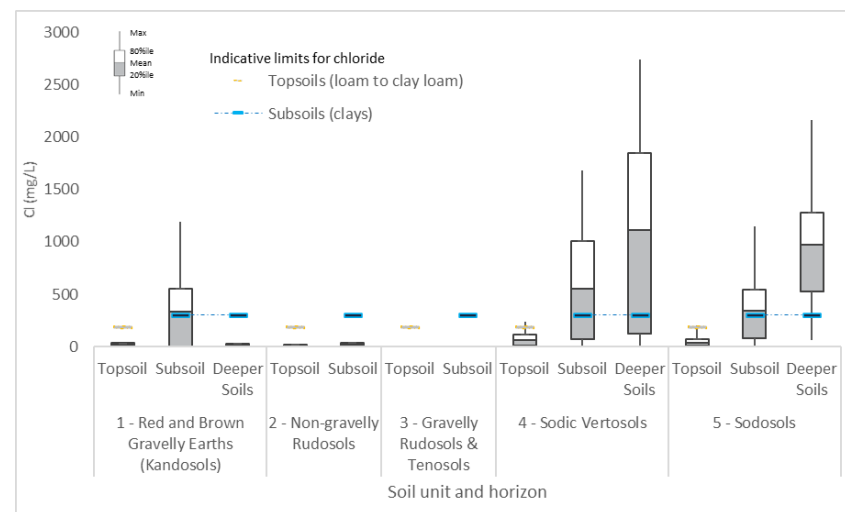 3000
2500
2000
1500
1000
500
0
Cl (mg/L)
Max
80%ile
Mean
20%ile
Min
Indicative limits for chloride
Topsoils (loam to clay loam)
Subsoils (clays)
Topsoil Subsoil Deeper Soils
Topsoil Subsoil
Topsoil Subsoil
Topsoil Subsoil Deeper Soils
Topsoil Subsoil Deeper Soils
1 - Red and Brown
Gravelly Earths
(Kandosols)
2 - Non-gravelly
Rudosols
3 - Gravelly
Rudosols &
Tenosols
4 - Sodic Vertosols
5 - Sodosols
Soil unit and horizon